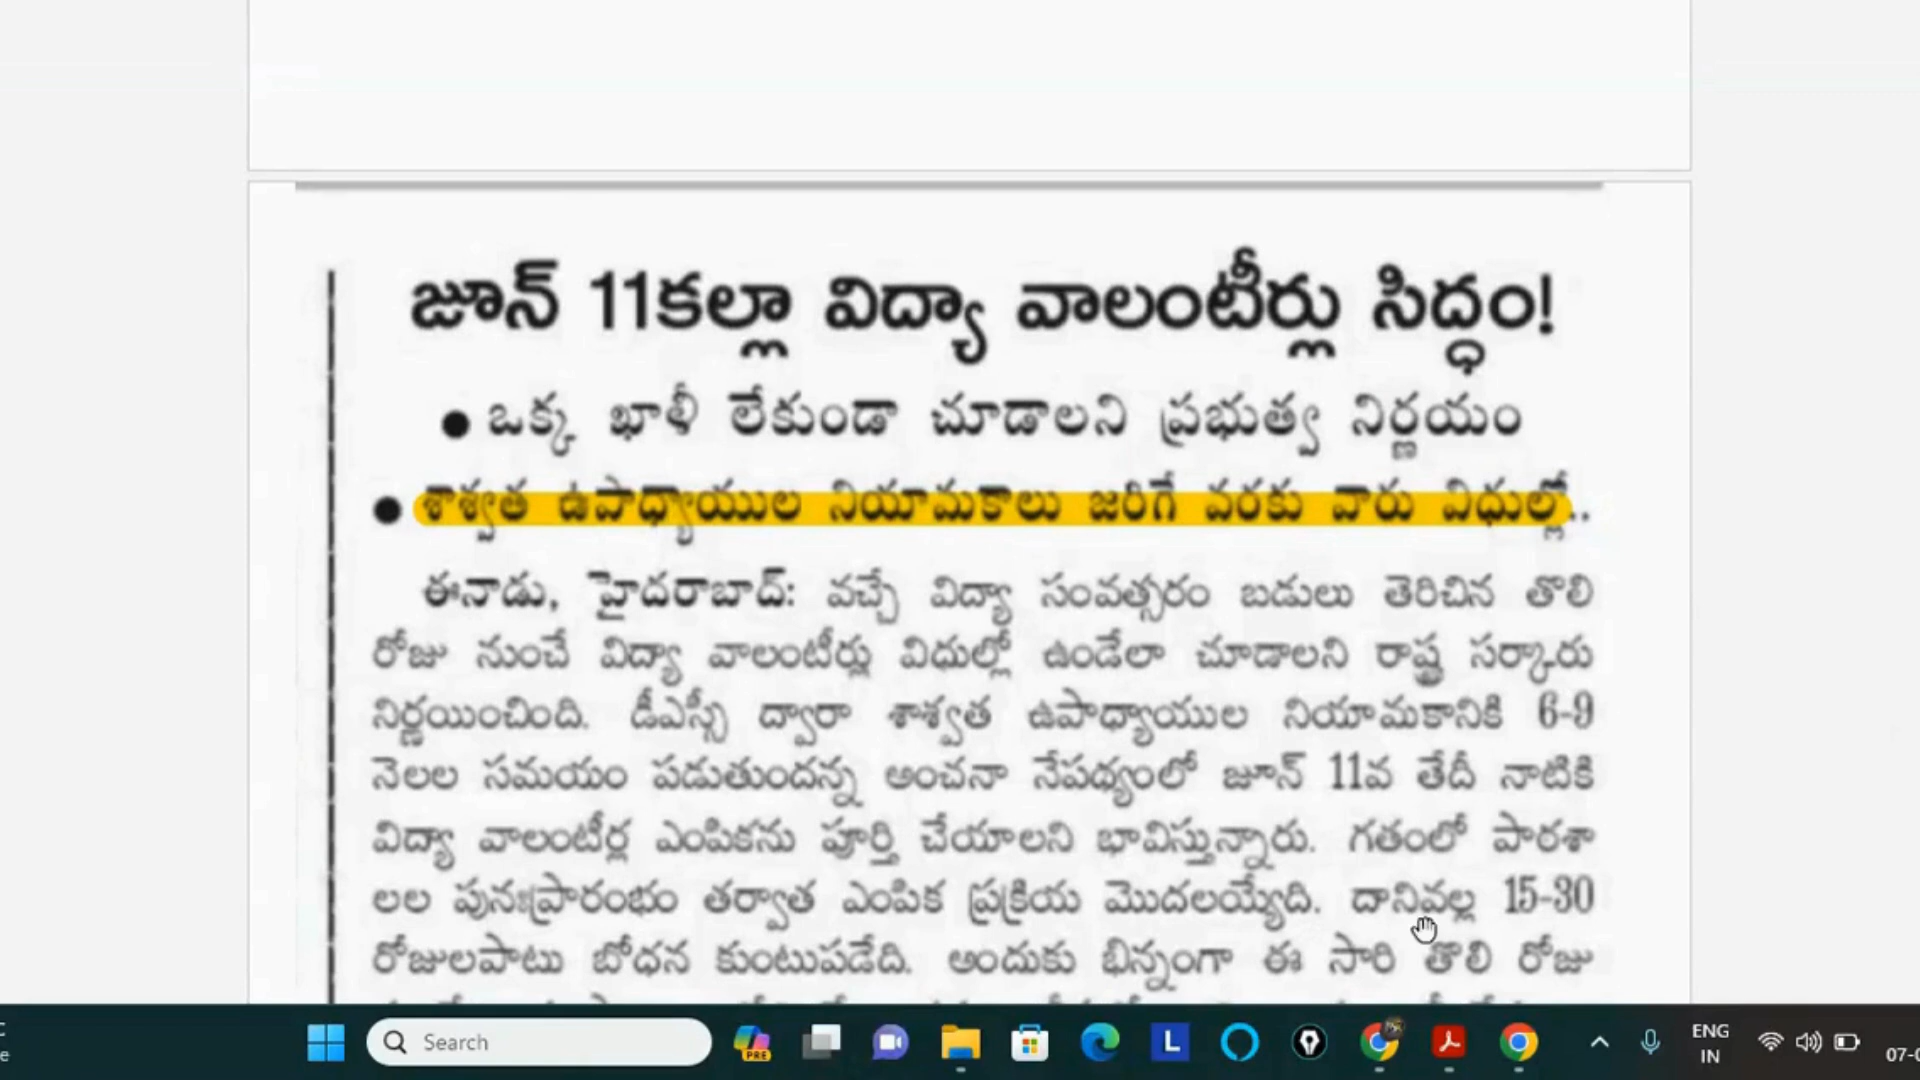 జూన్ 11కల్లా విద్యా వాలంటీర్లు సిద్ధం!
● ఒక్క ఖాళీ లేకుండా చూడాలని ప్రభుత్వ నిర్ణయం
● శాశ్వత ఉపాధ్యాయుల నియామకాలు జరిగే వరకు వారు విధుల్లో..
ఈనాడు, హైదరాబాద్: వచ్చే విద్యా సంవత్సరం బడులు తెరిచిన తొలి
రోజు నుంచే విద్యా వాలంటీర్లు విధుల్లో ఉండేలా చూడాలని రాష్ట్ర సర్కారు
నిర్ణయించింది. డీఎస్సీ ద్వారా శాశ్వత ఉపాధ్యాయుల నియామకానికి 6-9
నెలల సమయం పడుతుందన్న అంచనా నేపథ్యంలో జూన్ 11వ తేదీ నాటికి
విద్యా వాలంటీర్ల ఎంపికను పూర్తి చేయాలని భావిస్తున్నారు. గతంలో పాఠశా
లల పునఃప్రారంభం తర్వాత ఎంపిక ప్రక్రియ మొదలయ్యేది. దానివల్ల 15-30
రోజులపాటు బోధన కుంటుపడేది. అందుకు భిన్నంగా ఈ సారి తొలి రోజు
Search
PRE
L
ENG
IN